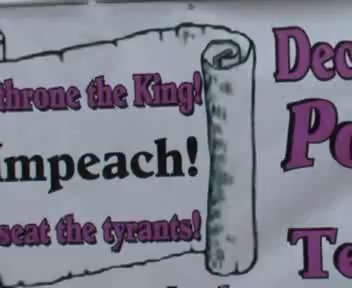 throne the King!
Impeach!
seat the tyrants!
Dec
Po
Te